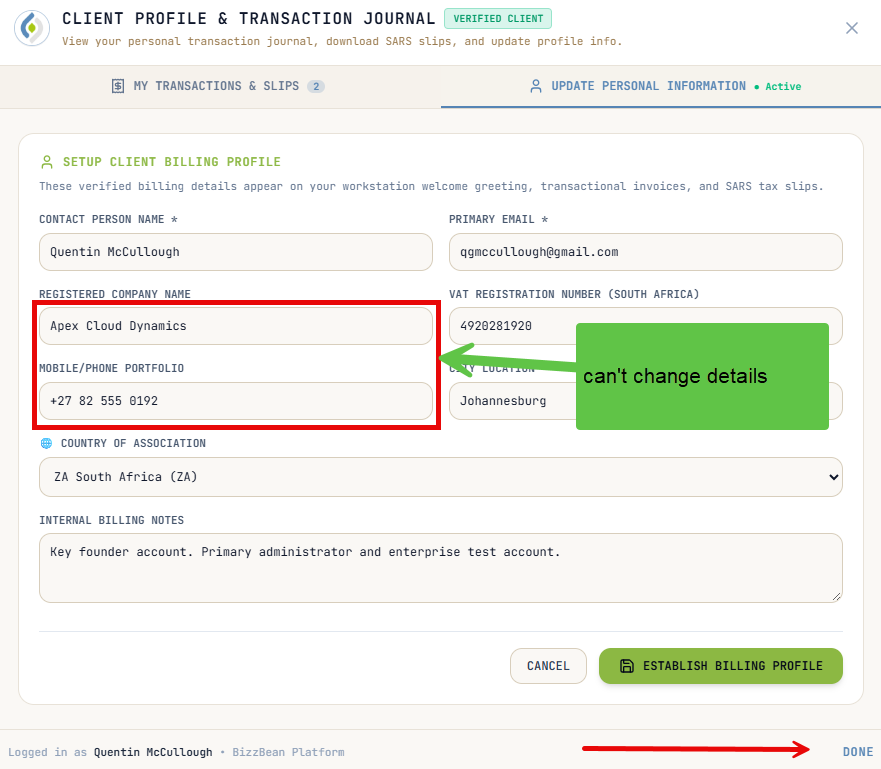 CLIENT PROFILE & TRANSACTION JOURNAL VERIFIED CLIENT
View your personal transaction journal, download SARS slips, and update profile info.
MY TRANSACTIONS & SLIPS 2
UPDATE PERSONAL INFORMATION • Active
SETUP CLIENT BILLING PROFILE
These verified billing details appear on your workstation welcome greeting, transactional invoices, and SARS tax slips.
CONTACT PERSON NAME *
Quentin McCullough
PRIMARY EMAIL *
qgmccullough@gmail.com
REGISTERED COMPANY NAME
Apex Cloud Dynamics
VAT REGISTRATION NUMBER (SOUTH AFRICA)
4920281920
MOBILE/PHONE PORTFOLIO
+27 82 555 0192
CITY LOCATION
Johannesburg
can't change details
COUNTRY OF ASSOCIATION
ZA South Africa (ZA)
INTERNAL BILLING NOTES
Key founder account. Primary administrator and enterprise test account.
CANCEL
ESTABLISH BILLING PROFILE
Logged in as Quentin McCullough • BizzBean Platform
DONE